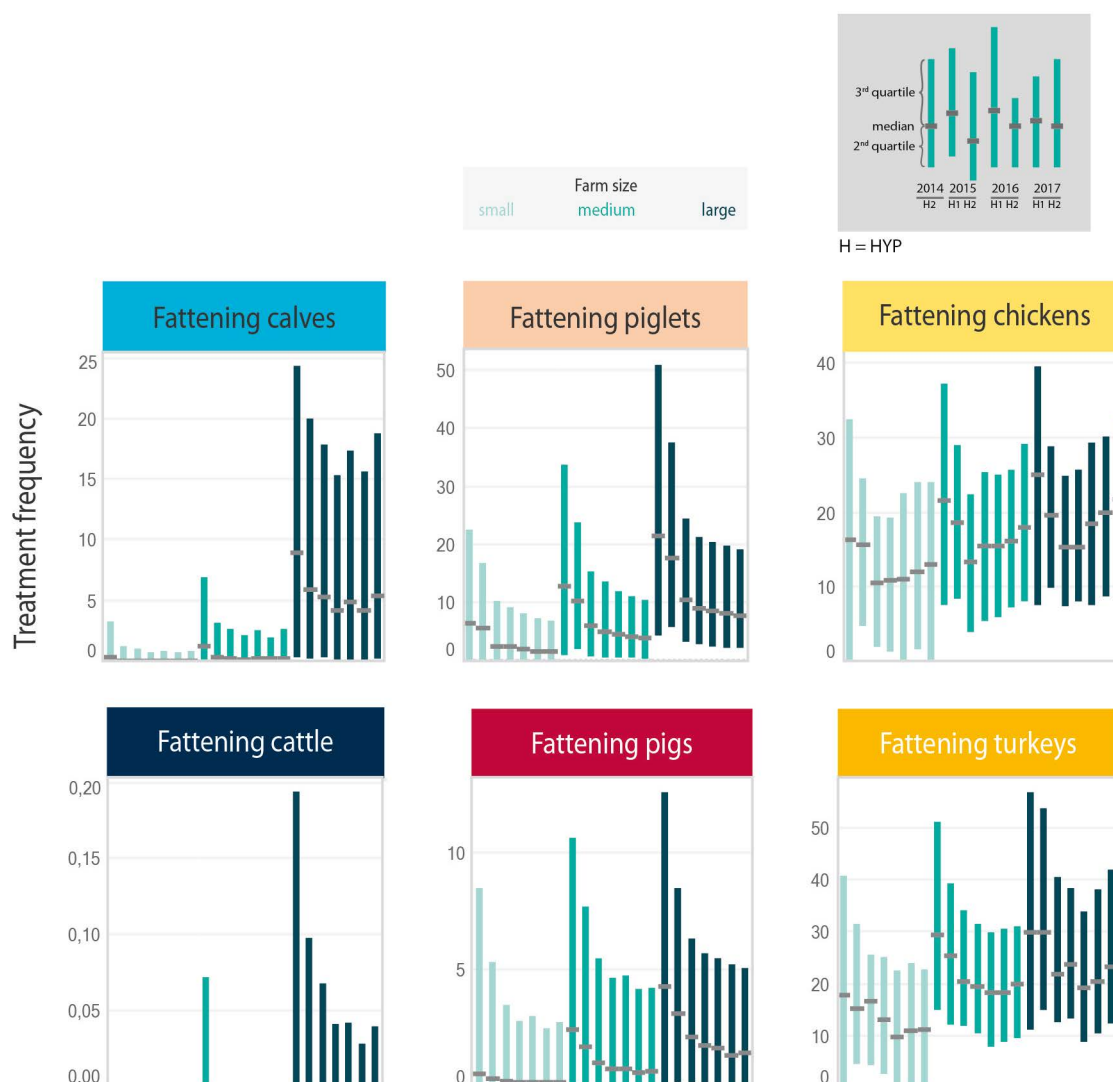 3rd quartile
median
2nd quartile
2014 2015 2016 2017
H2 H1 H2 H1 H2 H1 H2
H = HYP
Farm size
small medium large
Treatment frequency
Fattening calves
25
20
15
10
5
0
Fattening piglets
50
40
30
20
10
0
Fattening chickens
40
30
20
10
0
Fattening cattle
0,20
0,15
0,10
0,05
0,00
Fattening pigs
10
5
0
Fattening turkeys
50
40
30
20
10
0